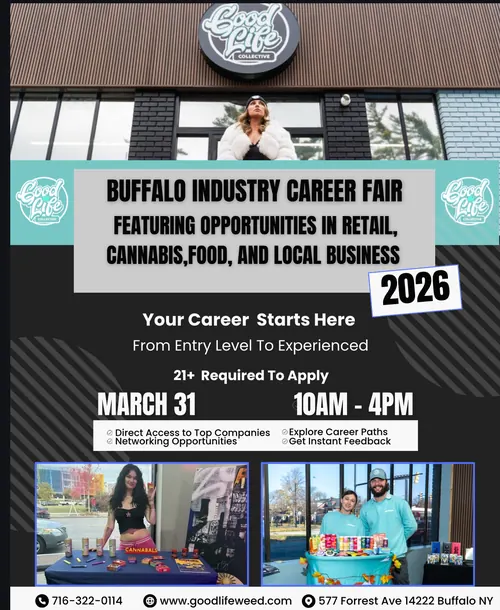 Good
Life
COLLECTIVE
BUFFALO INDUSTRY CAREER FAIR
FEATURING OPPORTUNITIES IN RETAIL,
CANNABIS,FOOD, AND LOCAL BUSINESS
Good
Life
Good
Life
2026
Your Career Starts Here
From Entry Level To Experienced
21+ Required To Apply
MARCH 31 10AM - 4PM
Direct Access to Top Companies
Networking Opportunities
Explore Career Paths
Get Instant Feedback
CANNABALS
716-322-0114 www.goodlifeweed.com 577 Forrest Ave 14222 Buffalo NY